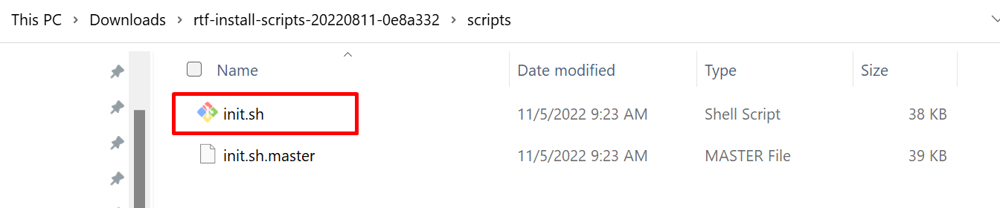 This PC > Downloads > rtf-install-scripts-20220811-0e8a332 > scripts
Name Date modified Type Size
init.sh 11/5/2022 9:23 AM Shell Script 38 KB
init.sh.master 11/5/2022 9:23 AM MASTER File 39 KB